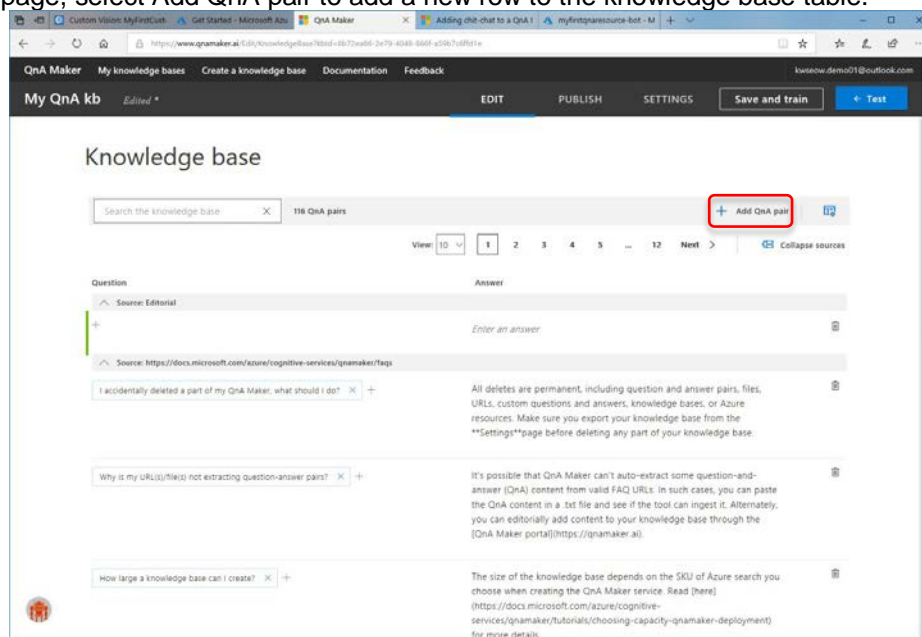 page, select Add QnA pair to add a new row to the knowledge base table.
Custom Vision: MyFirstCust
Get Started - Microsoft Azu
QnA Maker
Adding chit-chat to a QnA I
myfirstqnaresource-bot - M
QnA Maker My knowledge bases Create a knowledge base Documentation Feedback kwseow.demo01@outlook.com
My QnA kb Edited * EDIT PUBLISH SETTINGS Save and train ← Test
Knowledge base
Search the knowledge base X 116 QnA pairs + Add QnA pair
View: 10 1 2 3 4 5 ... 12 Next > Collapse sources
Question Answer
Source: Editorial
+ Enter an answer
Source: https://docs.microsoft.com/azure/cognitive-services/qnamaker/faqs
I accidentally deleted a part of my QnA Maker, what should I do? X +
All deletes are permanent, including question and answer pairs, files,
URLs, custom questions and answers, knowledge bases, or Azure
resources. Make sure you export your knowledge base from the
**Settings**page before deleting any part of your knowledge base.
Why is my URL(s)/file(s) not extracting question-answer pairs? X +
It's possible that QnA Maker can't auto-extract some question-and-
answer (QnA) content from valid FAQ URLs. In such cases, you can paste
the QnA content in a .txt file and see if the tool can ingest it. Alternately,
you can editorially add content to your knowledge base through the
[QnA Maker portal](https://qnamaker.ai).
How large a knowledge base can I create? X +
The size of the knowledge base depends on the SKU of Azure search you
choose when creating the QnA Maker service. Read [here]
(https://docs.microsoft.com/azure/cognitive-
services/qnamaker/tutorials/choosing-capacity-qnamaker-deployment)
for more details.